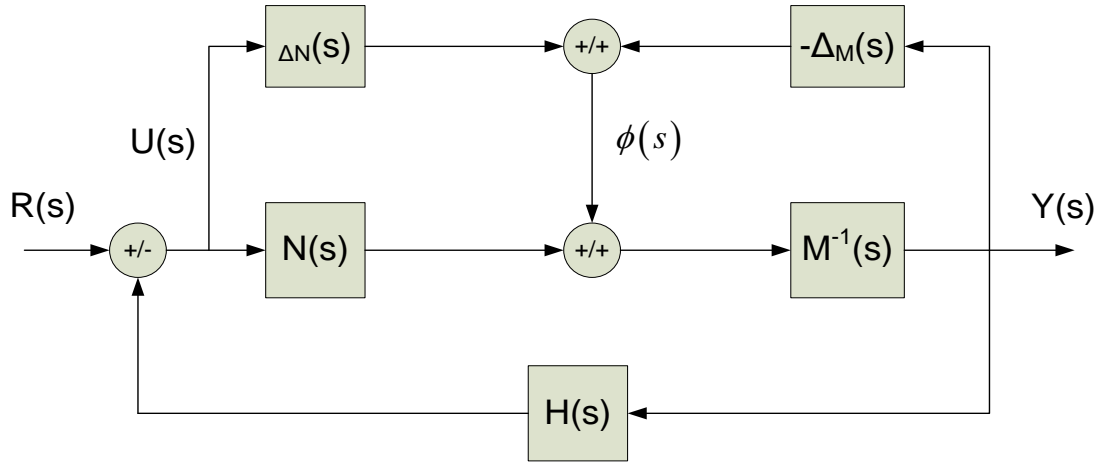 ΔN(s)
+/+
-ΔM(s)
U(s)
ϕ(s)
R(s)
Y(s)
+/-
N(s)
+/+
M-1(s)
H(s)